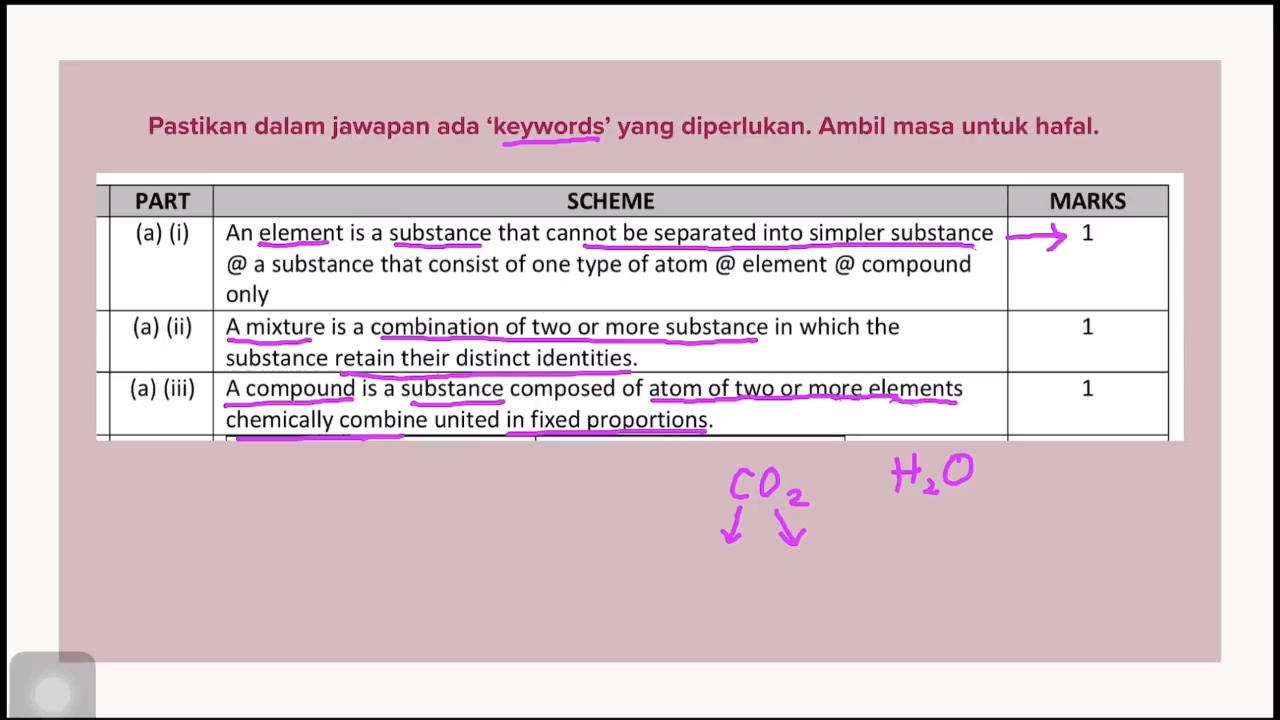 Pastikan dalam jawapan ada ‘keywords’ yang diperlukan. Ambil masa untuk hafal.
PART SCHEME MARKS
(a) (i) An element is a substance that cannot be separated into simpler substance 1
@ a substance that consist of one type of atom @ element @ compound
only
(a) (ii) A mixture is a combination of two or more substance in which the 1
substance retain their distinct identities.
(a) (iii) A compound is a substance composed of atom of two or more elements 1
chemically combine united in fixed proportions.
CO₂ H₂O